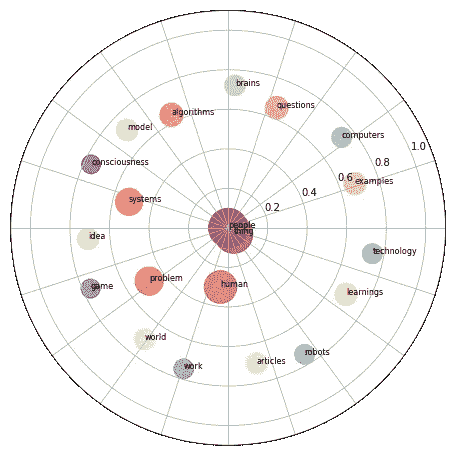 brains
questions
algorithms
model
computers
1.0
consciousness
0.8
0.6
examples
systems
0.4
0.2
people
thing
idea
technology
problem
human
game
learnings
world
robots
articles
work